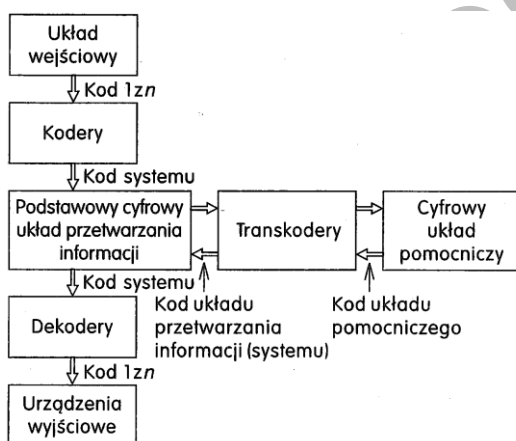 Układ
wejściowy
Kod 1zn
Kodery
Kod systemu
Podstawowy cyfrowy
układ przetwarzania
informacji
Transkodery
Cyfrowy
układ
pomocniczy
Kod systemu
Kod układu
przetwarzania
informacji (systemu)
Kod układu
pomocniczego
Dekodery
Kod 1zn
Urządzenia
wyjściowe